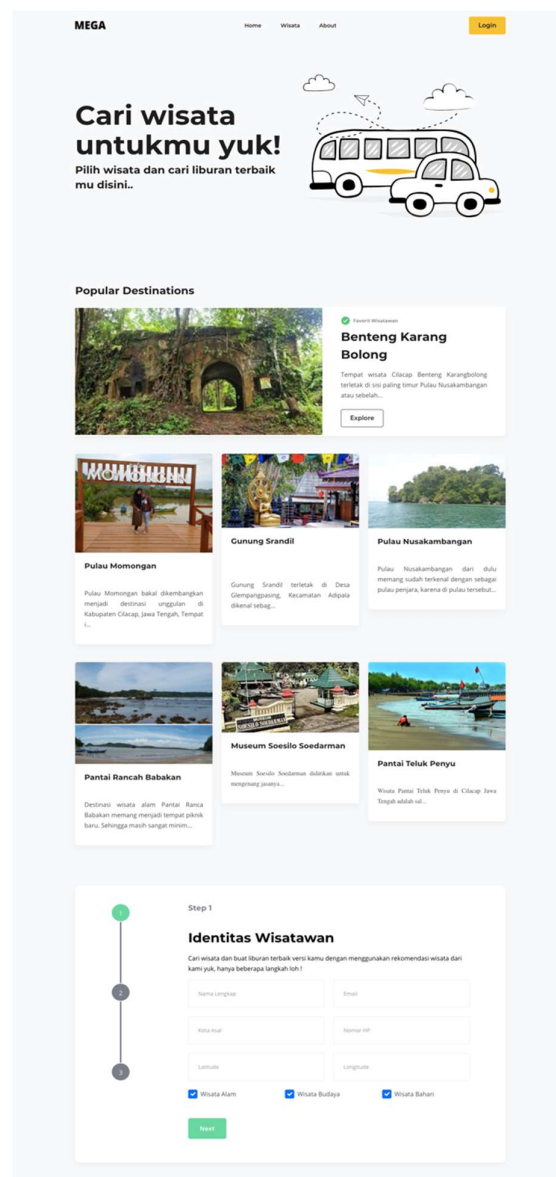 MEGA
Home Wisata About
Login
Cari wisata
untukmu yuk!
Pilih wisata dan cari liburan terbaik
mu disini..
Popular Destinations
Favorit Wisatawan
Benteng Karang
Bolong
Tempat wisata Cilacap Benteng Karangbolong
terletak di sisi paling timur Pulau Nusakambangan
atau sebelah...
Explore
MOMONGAN
Pulau Momongan
Pulau Momongan bakal dikembangkan
menjadi destinasi unggulan di
Kabupaten Cilacap, Jawa Tengah, Tempat
i...
Gunung Srandil
Gunung Srandil terletak di Desa
Glempangpasing, Kecamatan Adipala
dikenal sebag...
Pulau Nusakambangan
Pulau Nusakambangan dari dulu
memang sudah terkenal dengan sebagai
pulau penjara, karena di pulau tersebut...
Pantai Rancah Babakan
Destinasi wisata alam Pantai Ranca
Babakan memang menjadi tempat piknik
baru. Sehingga masih sangat minim...
MUSEUM
SOESILO SOEDARMAN
Museum Soesilo Soedarman
Museum Soesilo Soedarman didirikan untuk
mengenang jasanya...
Pantai Teluk Penyu
Wisata Pantai Teluk Penyu di Cilacap Jawa
Tengah adalah sal...
1
2
3
Step 1
Identitas Wisatawan
Cari wisata dan buat liburan terbaik versi kamu dengan menggunakan rekomendasi wisata dari
kami yuk, hanya beberapa langkah loh !
Nama Lengkap Email
Kota Asal Nomor HP
Latitude Longitude
Wisata Alam Wisata Budaya Wisata Bahari
Next